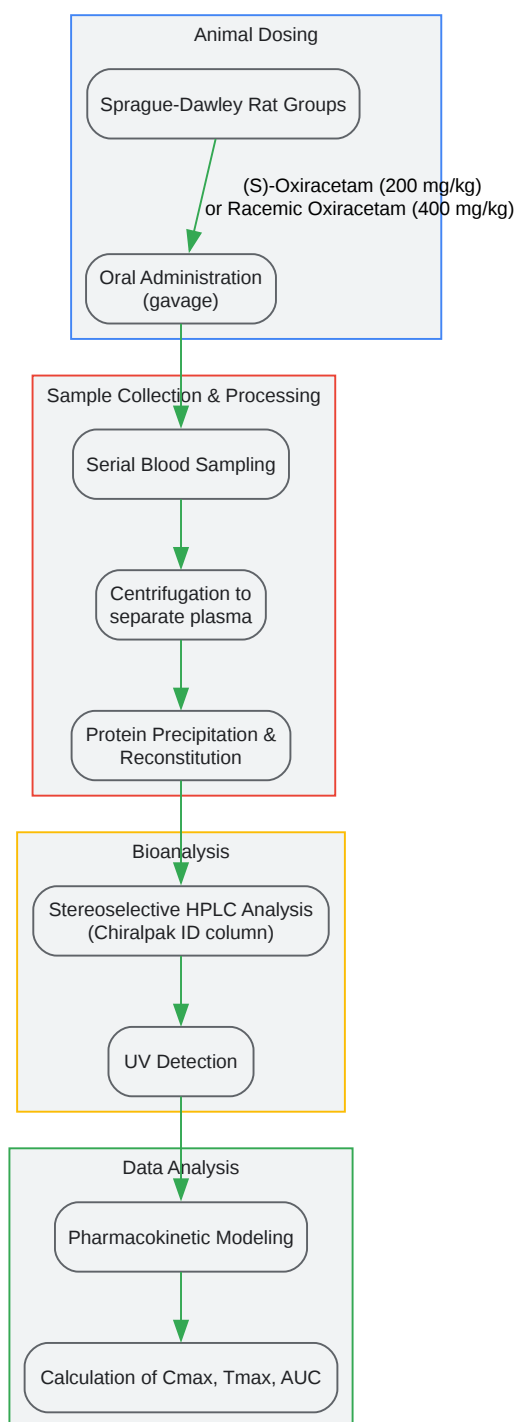 Animal Dosing
Sprague-Dawley Rat Groups
(S)-Oxiracetam (200 mg/kg)
or Racemic Oxiracetam (400 mg/kg)
Oral Administration
(gavage)
Sample Collection & Processing
Serial Blood Sampling
Centrifugation to
separate plasma
Protein Precipitation &
Reconstitution
Bioanalysis
Stereoselective HPLC Analysis
(Chiralpak ID column)
UV Detection
Data Analysis
Pharmacokinetic Modeling
Calculation of Cmax, Tmax, AUC